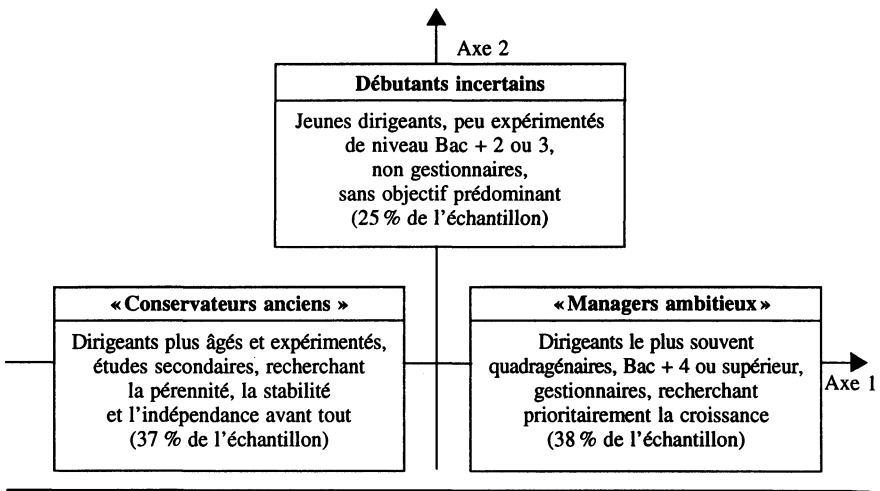 Axe 2
Débutants incertains
Jeunes dirigeants, peu expérimentés
de niveau Bac + 2 ou 3,
non gestionnaires,
sans objectif prédominant
(25 % de l'échantillon)
« Conservateurs anciens »
Dirigeants plus âgés et expérimentés,
études secondaires, recherchant
la pérennité, la stabilité
et l'indépendance avant tout
(37 % de l'échantillon)
« Managers ambitieux »
Dirigeants le plus souvent
quadragénaires, Bac + 4 ou supérieur,
gestionnaires, recherchant
prioritairement la croissance
(38 % de l'échantillon)
Axe 1